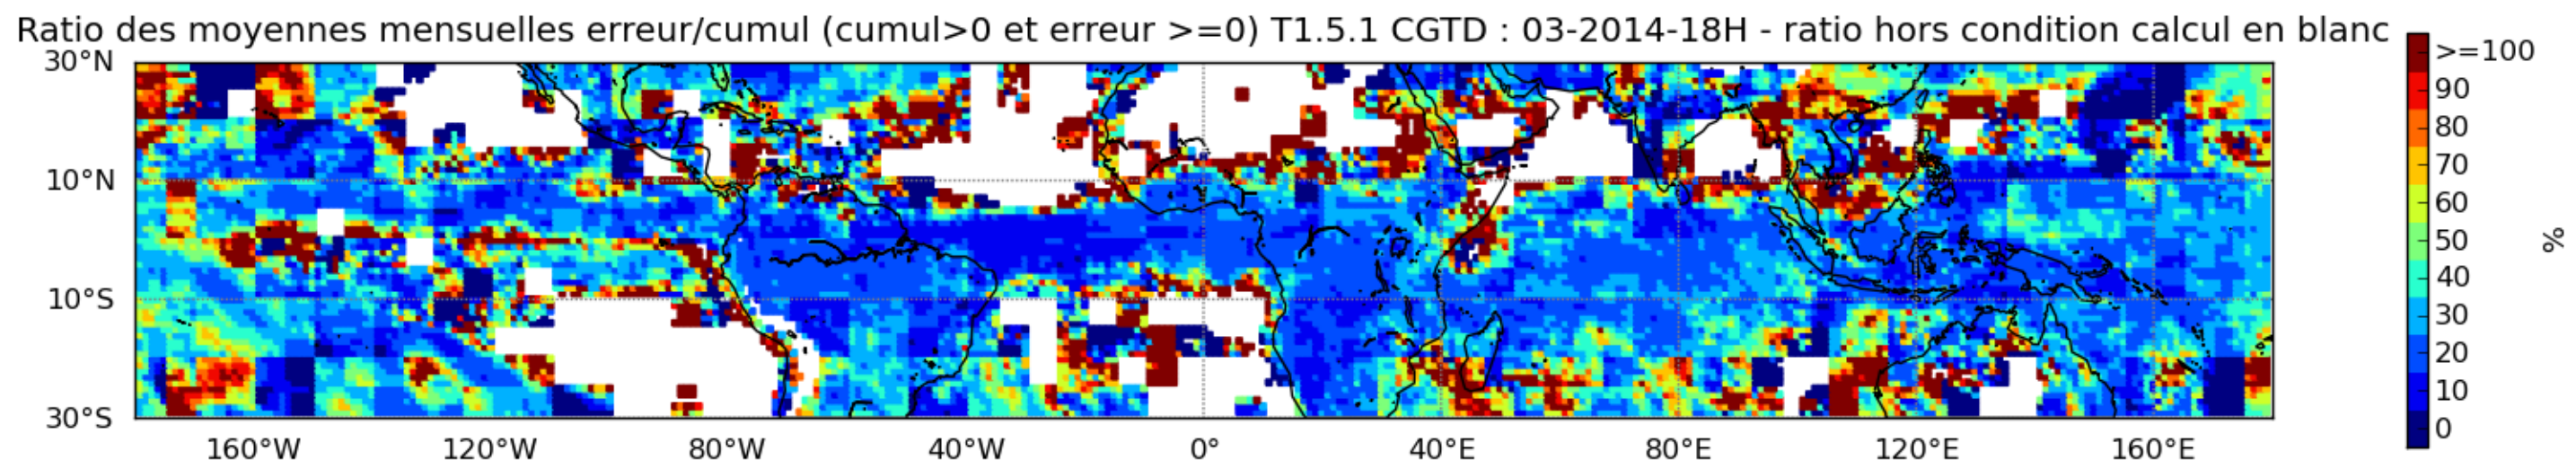 Ratio des moyennes mensuelles erreur/cumul (cumul>0 et erreur >=0) T1.5.1 CGTD : 03-2014-18H - ratio hors condition calcul en blanc
30°N
10°N
10°S
30°S
160°W 120°W 80°W 40°W 0° 40°E 80°E 120°E 160°E
>=100
90
80
70
60
50
40
30
20
10
0
%